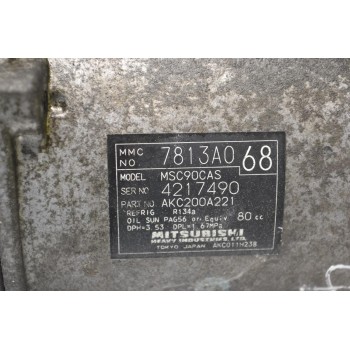 MMC NO 7813A0 68
MODEL MSC90CAS
SER NO 4217490
PART NO AKC200A221
REFRIG R134a
OIL SUN PAG56 or Equiv 80 cc
DPH=3.53 DPL=1.67MPa
MITSUBISHI
HEAVY INDUSTRIES, LTD.
TOKYO JAPAN AKC011H238